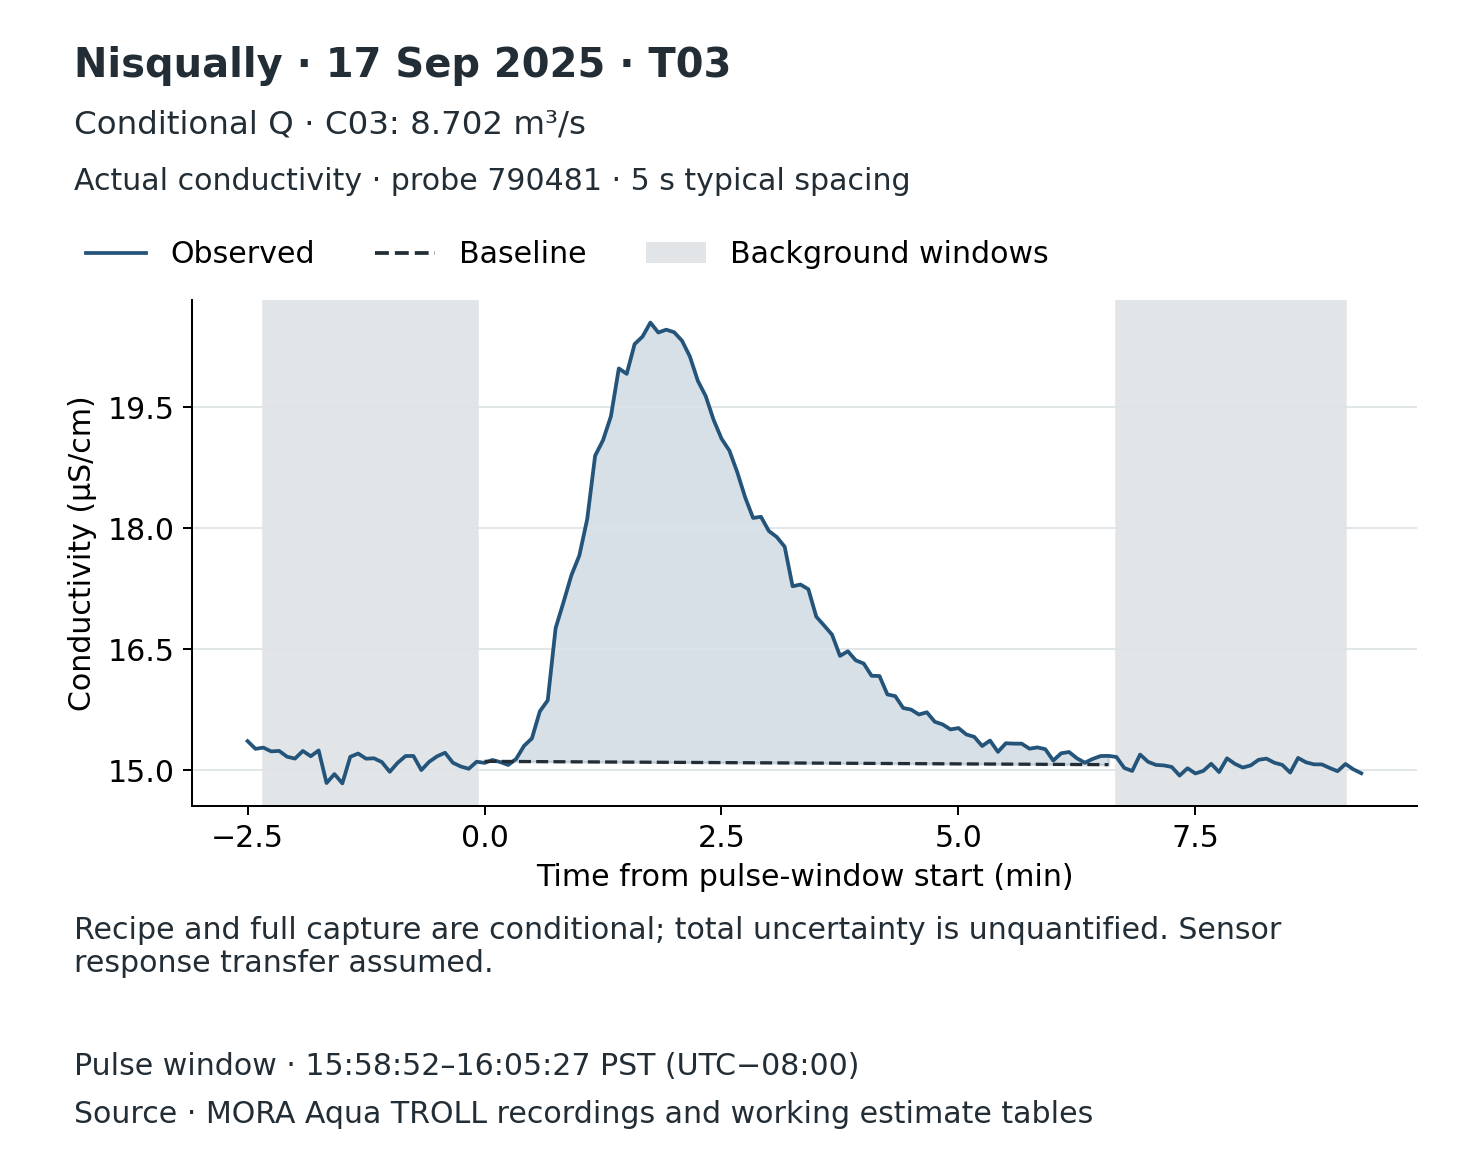 Nisqually · 17 Sep 2025 · T03
Conditional Q · C03: 8.702 m³/s
Actual conductivity · probe 790481 · 5 s typical spacing
Observed
Baseline
Background windows
Conductivity (µS/cm)
19.5
18.0
16.5
15.0
−2.5
0.0
2.5
5.0
7.5
Time from pulse-window start (min)
Recipe and full capture are conditional; total uncertainty is unquantified. Sensor
response transfer assumed.
Pulse window · 15:58:52–16:05:27 PST (UTC−08:00)
Source · MORA Aqua TROLL recordings and working estimate tables